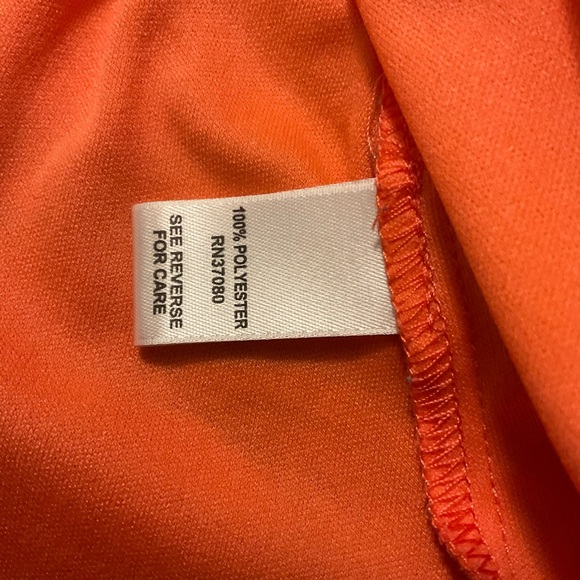 100% POLYESTER
RN37080
SEE REVERSE
FOR CARE